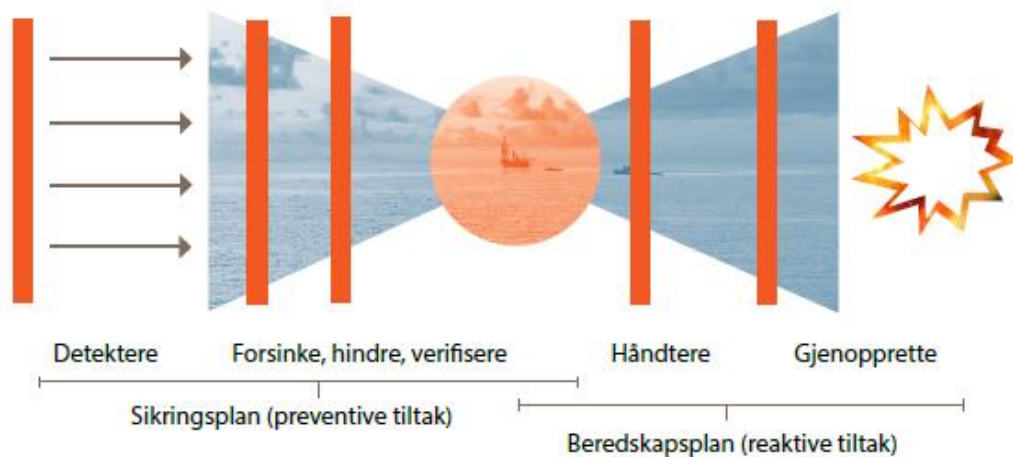 Detektere
Forsinke, hindre, verifisere
Håndtere
Gjenopprette
Sikringsplan (preventive tiltak)
Beredskapsplan (reaktive tiltak)